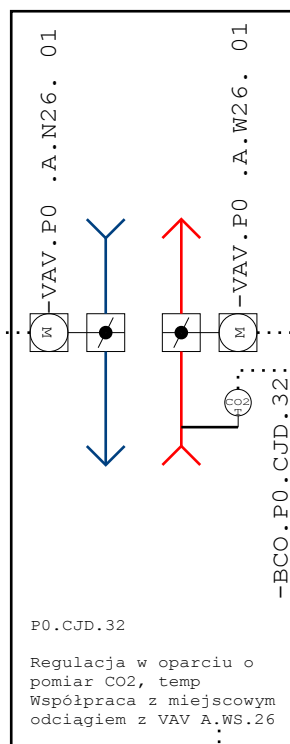 -VAV.P0 .A.N26. 01
-VAV.P0 .A.W26. 01
M
M
CO2
T
-BCO.P0.CJD.32
P0.CJD.32
Regulacja w oparciu o
pomiar CO2, temp
Współpraca z miejscowym
odciągiem z VAV A.WS.26